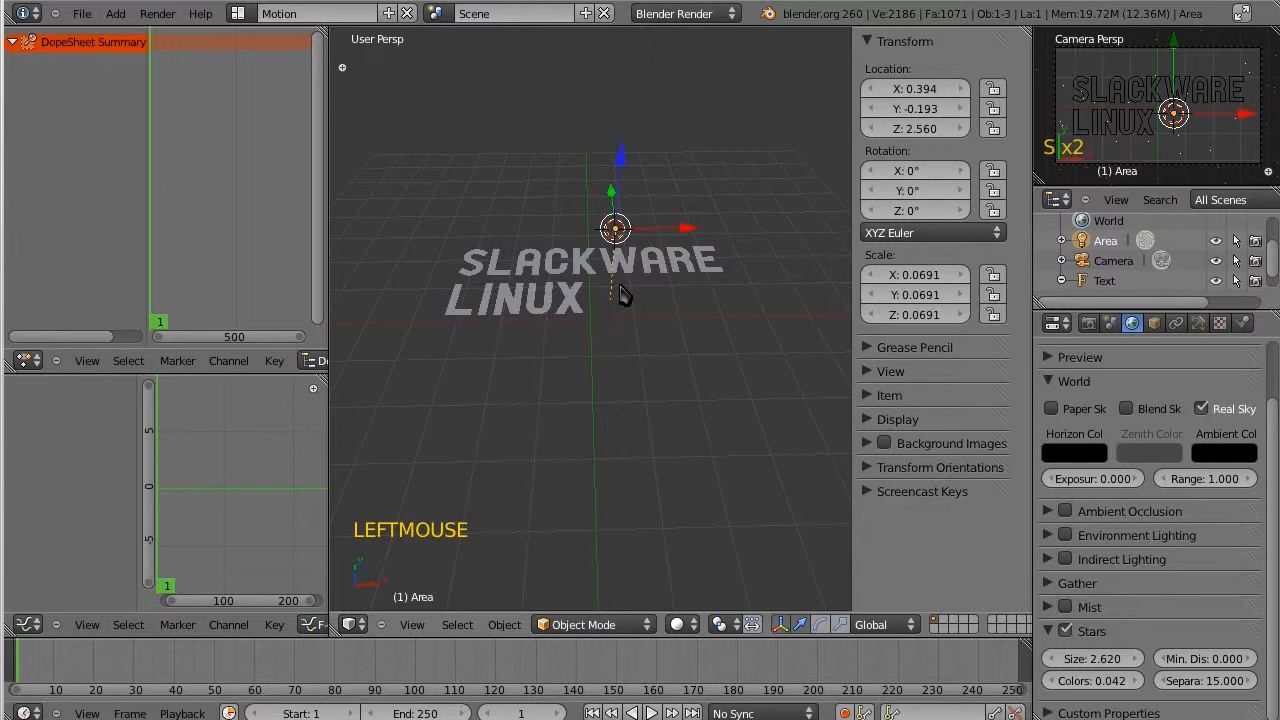 File Add Render Help Motion Scene Blender Render blender.org 260 | Ve:2186 | Fa:1071 | Ob:1-3 | La:1 | Mem:19.72M (12.36M) | Area
DopeSheet Summary
1
500
View Select Marker Channel Key
5
0
-5
1
100 200
View Select Marker Channel Key
User Persp
SLACKWARE
LINUX
LEFTMOUSE
(1) Area
View Select Object Object Mode Global
Transform
Location:
X: 0.394
Y: -0.193
Z: 2.560
Rotation:
X: 0°
Y: 0°
Z: 0°
XYZ Euler
Scale:
X: 0.0691
Y: 0.0691
Z: 0.0691
Grease Pencil
View
Item
Display
Background Images
Transform Orientations
Screencast Keys
Camera Persp
SLACKWARE
LINUX
S x2
(1) Area
View Search All Scenes
World
Area
Camera
Text
Preview
World
Paper Sk Blend Sk Real Sky
Horizon Col Zenith Color Ambient Col
Exposur: 0.000 Range: 1.000
Ambient Occlusion
Environment Lighting
Indirect Lighting
Gather
Mist
Stars
Size: 2.620 Min. Dis: 0.000
Colors: 0.042 Separa: 15.000
Custom Properties
10 20 30 40 50 60 70 80 90 100 110 120 130 140 150 160 170 180 190 200 210 220 230 240 250
View Frame Playback Start: 1 End: 250 1 No Sync